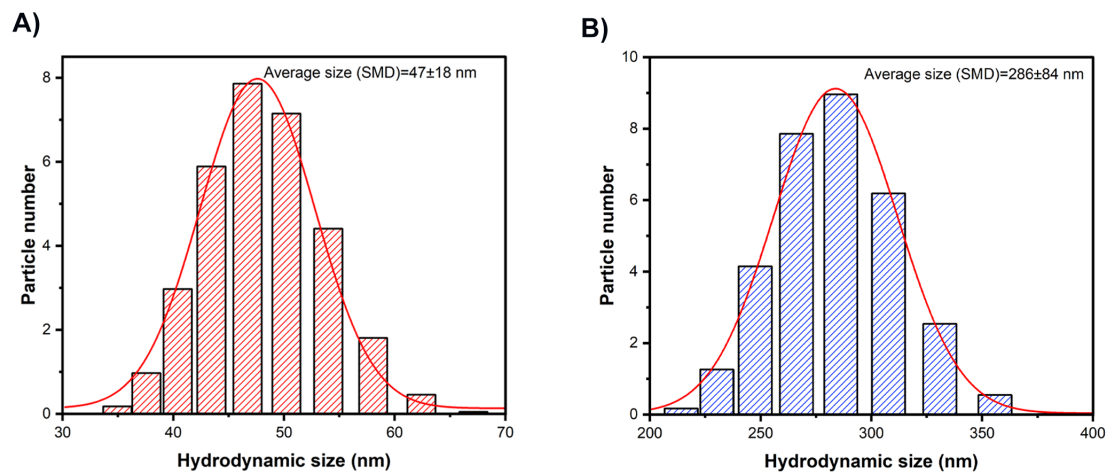 A)
Average size (SMD)=47±18 nm
Particle number
8
6
4
2
0
30 40 50 60 70
Hydrodynamic size (nm)
B)
Average size (SMD)=286±84 nm
Particle number
10
8
6
4
2
0
200 250 300 350 400
Hydrodynamic size (nm)